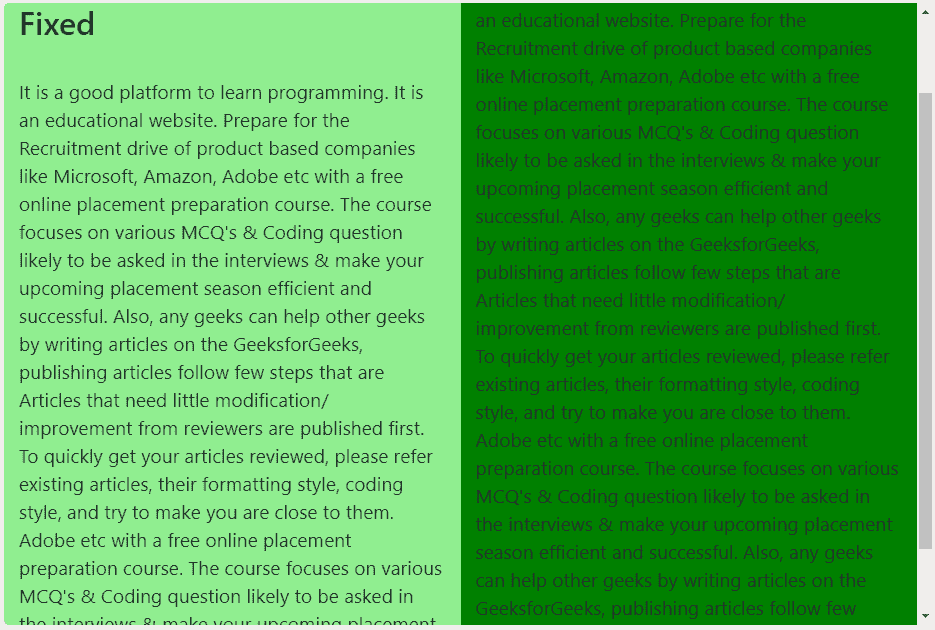 Fixed
It is a good platform to learn programming. It is
an educational website. Prepare for the
Recruitment drive of product based companies
like Microsoft, Amazon, Adobe etc with a free
online placement preparation course. The course
focuses on various MCQ's & Coding question
likely to be asked in the interviews & make your
upcoming placement season efficient and
successful. Also, any geeks can help other geeks
by writing articles on the GeeksforGeeks,
publishing articles follow few steps that are
Articles that need little modification/
improvement from reviewers are published first.
To quickly get your articles reviewed, please refer
existing articles, their formatting style, coding
style, and try to make you are close to them.
Adobe etc with a free online placement
preparation course. The course focuses on various
MCQ's & Coding question likely to be asked in
the interviews & make your upcoming placement
an educational website. Prepare for the
Recruitment drive of product based companies
like Microsoft, Amazon, Adobe etc with a free
online placement preparation course. The course
focuses on various MCQ's & Coding question
likely to be asked in the interviews & make your
upcoming placement season efficient and
successful. Also, any geeks can help other geeks
by writing articles on the GeeksforGeeks,
publishing articles follow few steps that are
Articles that need little modification/
improvement from reviewers are published first.
To quickly get your articles reviewed, please refer
existing articles, their formatting style, coding
style, and try to make you are close to them.
Adobe etc with a free online placement
preparation course. The course focuses on various
MCQ's & Coding question likely to be asked in
the interviews & make your upcoming placement
season efficient and successful. Also, any geeks
can help other geeks by writing articles on the
GeeksforGeeks, publishing articles follow few